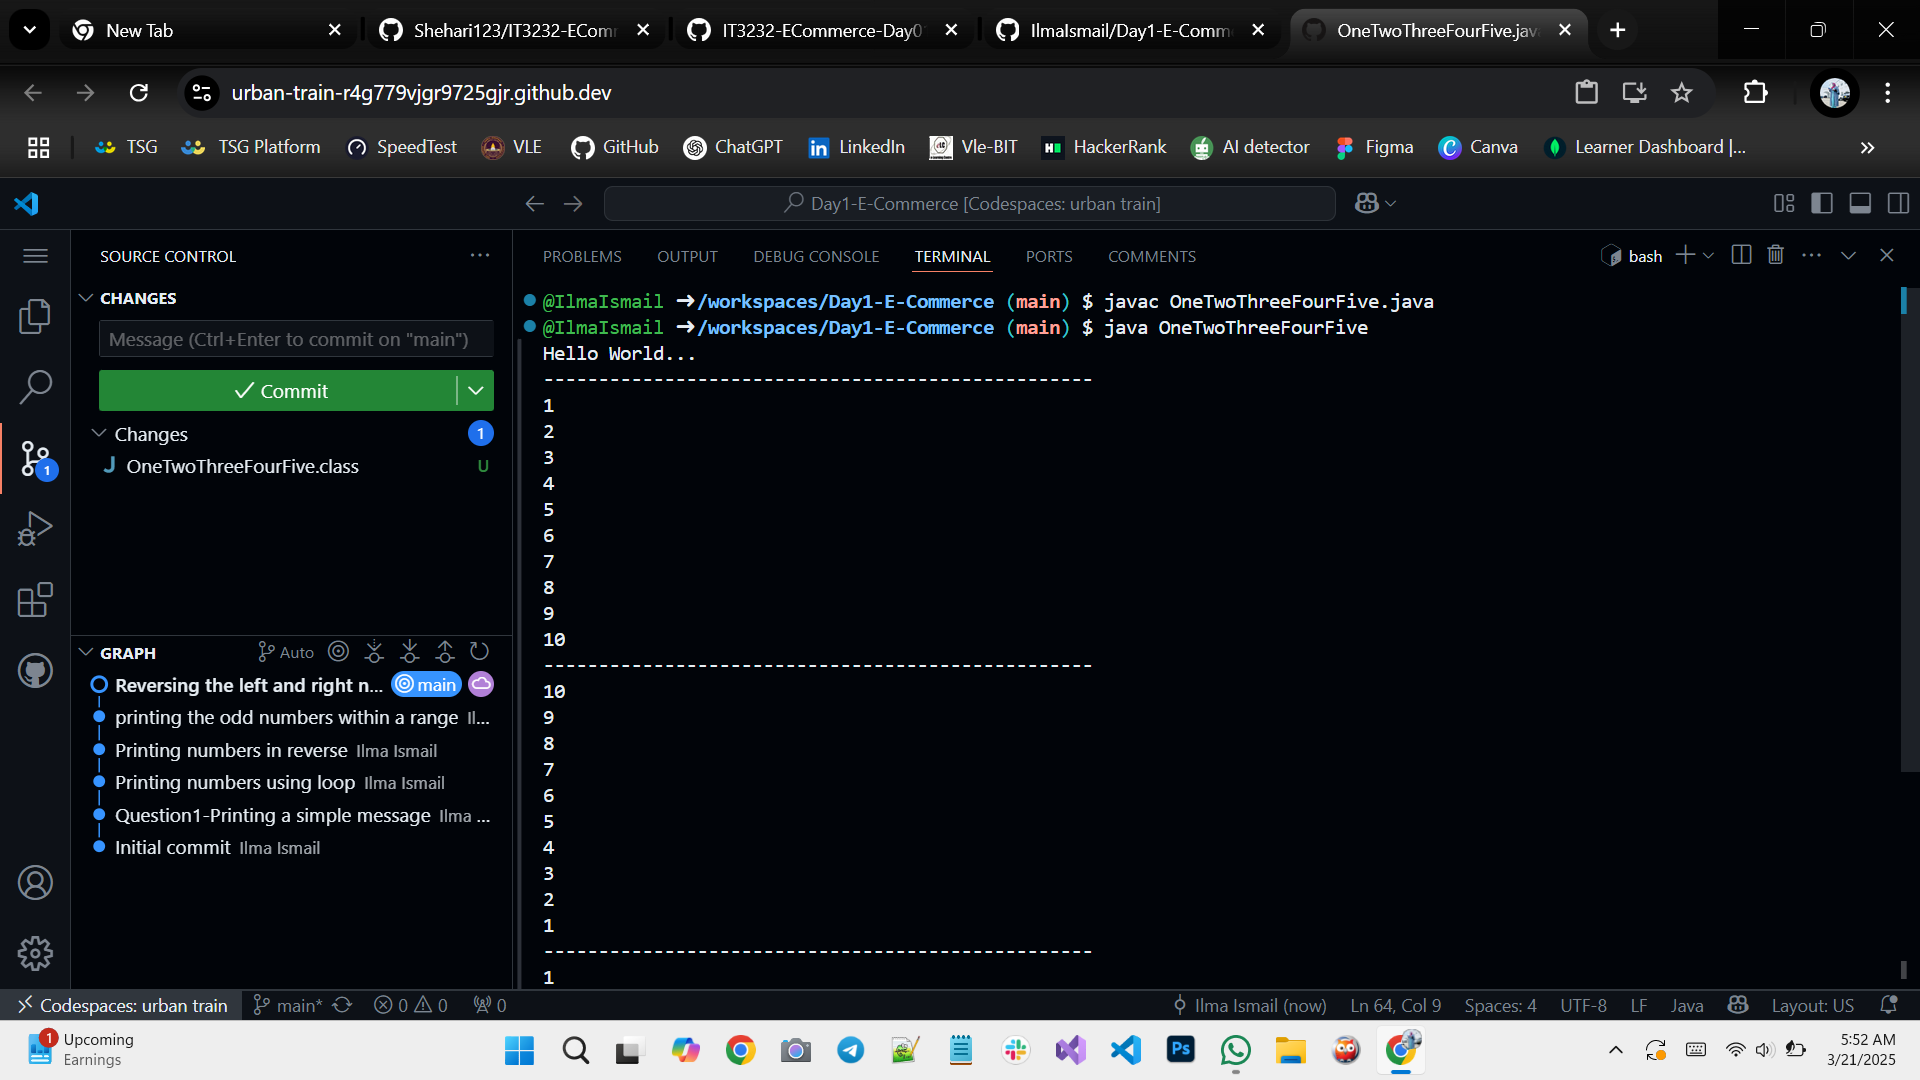 New Tab
Shehari123/IT3232-EComm
IT3232-ECommerce-Day01
IlmaIsmail/Day1-E-Comme
OneTwoThreeFourFive.java
urban-train-r4g779vjgr9725gjr.github.dev
TSG
TSG Platform
SpeedTest
VLE
GitHub
ChatGPT
LinkedIn
Vle-BIT
HackerRank
AI detector
Figma
Canva
Learner Dashboard |...
Day1-E-Commerce [Codespaces: urban train]
SOURCE CONTROL
CHANGES
Message (Ctrl+Enter to commit on "main")
Commit
Changes
1
OneTwoThreeFourFive.class
U
1
GRAPH
Auto
Reversing the left and right n...
main
printing the odd numbers within a range Il...
Printing numbers in reverse Ilma Ismail
Printing numbers using loop Ilma Ismail
Question1-Printing a simple message Ilma ...
Initial commit Ilma Ismail
PROBLEMS
OUTPUT
DEBUG CONSOLE
TERMINAL
PORTS
COMMENTS
bash
@IlmaIsmail ➜/workspaces/Day1-E-Commerce (main) $ javac OneTwoThreeFourFive.java
@IlmaIsmail ➜/workspaces/Day1-E-Commerce (main) $ java OneTwoThreeFourFive
Hello World...
--------------------------------------------------
1
2
3
4
5
6
7
8
9
10
--------------------------------------------------
10
9
8
7
6
5
4
3
2
1
--------------------------------------------------
1
Codespaces: urban train
main*
0
0
0
Ilma Ismail (now)
Ln 64, Col 9
Spaces: 4
UTF-8
LF
Java
Layout: US
1
Upcoming
Earnings
Ps
5:52 AM
3/21/2025